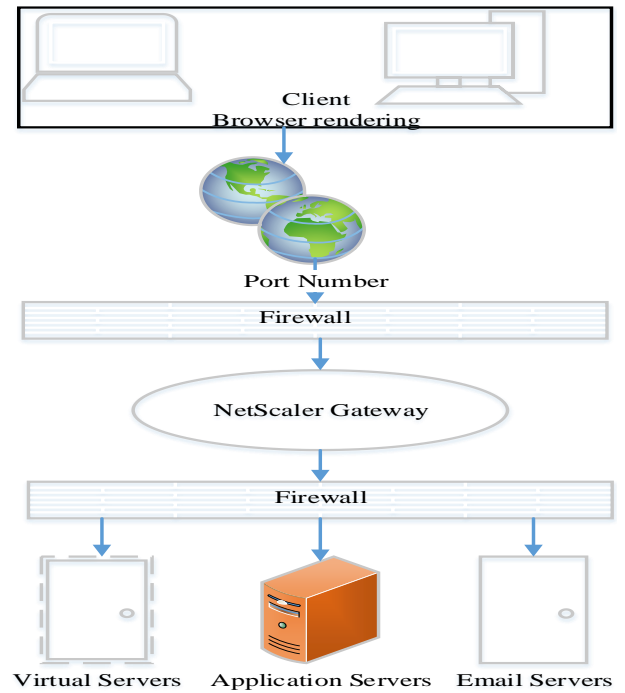 Client
Browser rendering
Port Number
Firewall
NetScaler Gateway
Firewall
Virtual Servers
Application Servers
Email Servers